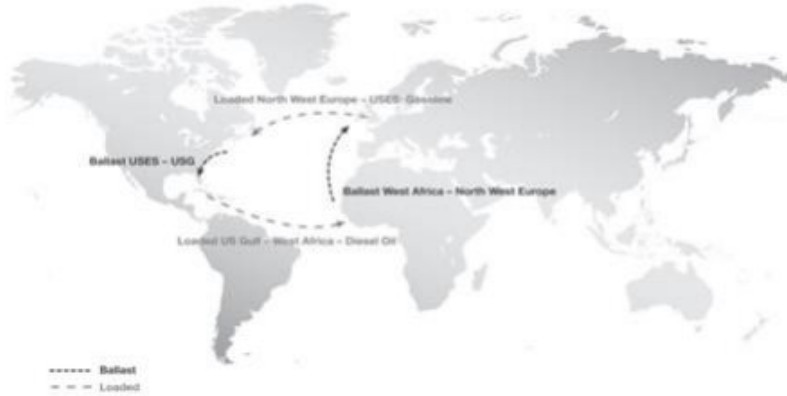 Loaded North West Europe – USES- Gasoline
Ballast USES – USG
Ballast West Africa – North West Europe
Loaded US Gulf – West Africa – Diesel Oil
Ballast
Loaded